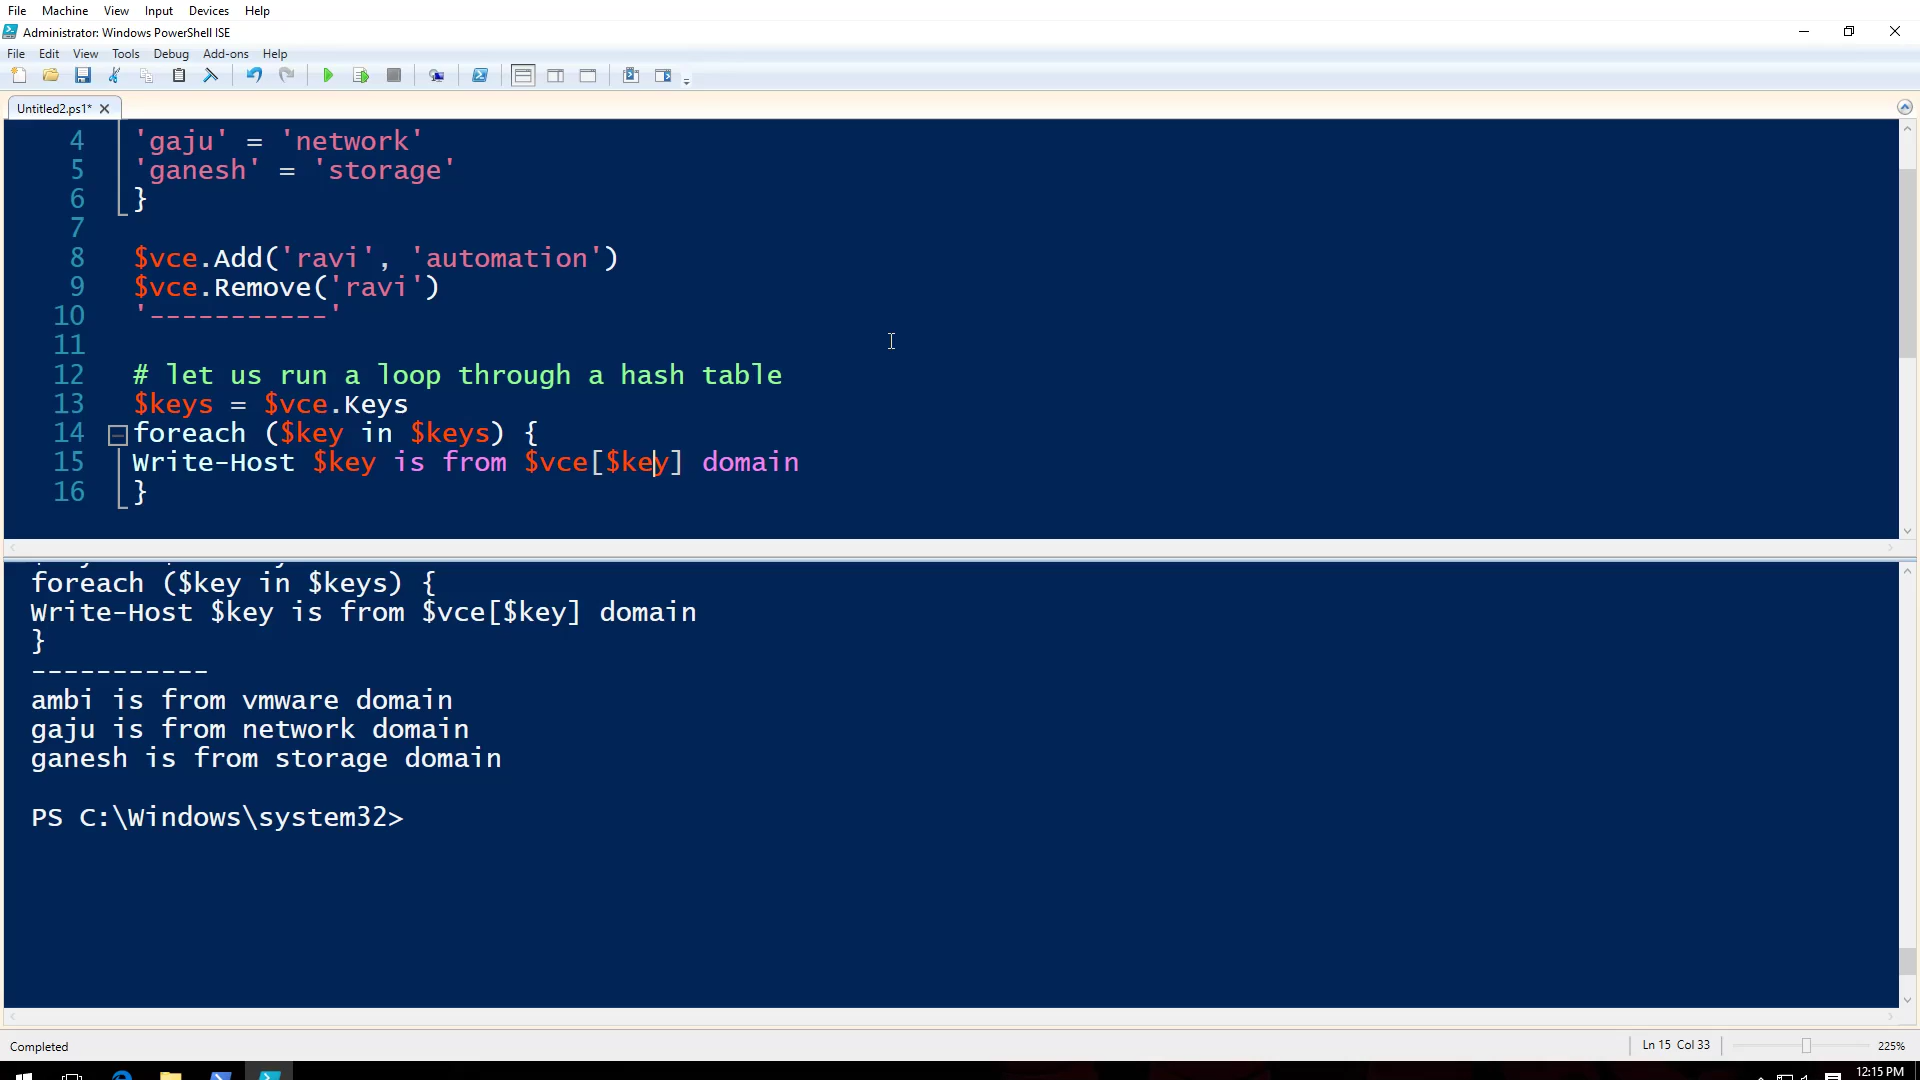 File Machine View Input Devices Help
Administrator: Windows PowerShell ISE
File Edit View Tools Debug Add-ons Help
Untitled2.ps1*
4 'gaju' = 'network'
5 'ganesh' = 'storage'
6 }
7
8 $vce.Add('ravi', 'automation')
9 $vce.Remove('ravi')
10 '-----------'
11
12 # let us run a loop through a hash table
13 $keys = $vce.Keys
14 foreach ($key in $keys) {
15 Write-Host $key is from $vce[$key] domain
16 }
foreach ($key in $keys) {
Write-Host $key is from $vce[$key] domain
}
-----------
ambi is from vmware domain
gaju is from network domain
ganesh is from storage domain
PS C:\Windows\system32>
Completed
Ln 15 Col 33
225%
12:15 PM